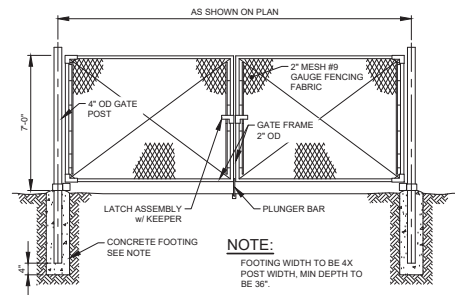 AS SHOWN ON PLAN
2" MESH #9
GAUGE FENCING
FABRIC
4" OD GATE
POST
7'-0"
GATE FRAME
2" OD
LATCH ASSEMBLY
w/ KEEPER
PLUNGER BAR
CONCRETE FOOTING
SEE NOTE
4"
NOTE:
FOOTING WIDTH TO BE 4X
POST WIDTH, MIN DEPTH TO
BE 36".